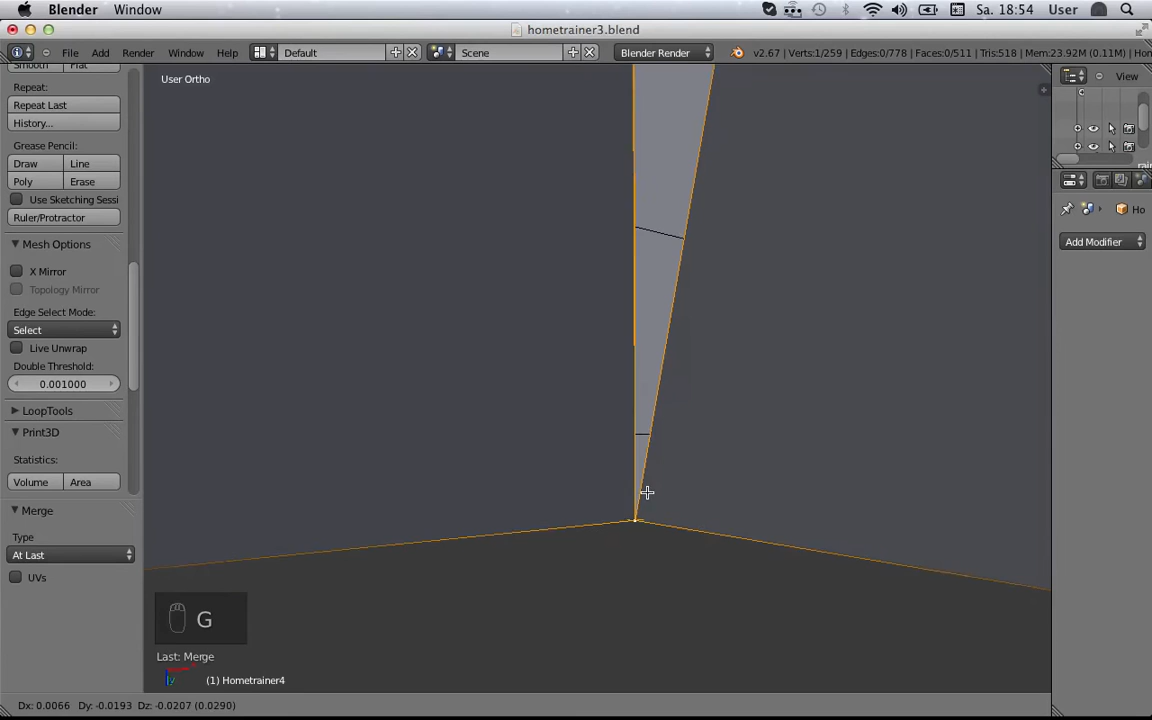 Blender Window Sa. 18:54 User
hometrainer3.blend
File Add Render Window Help Default Scene Blender Render v2.67 | Verts:1/259 | Edges:0/778 | Faces:0/511 | Tris:518 | Mem:23.92M (0.11M) | Hon
Smooth Flat
User Ortho
View
Repeat:
Repeat Last
History...
Grease Pencil:
Draw Line
Poly Erase
Use Sketching Sessi
Ruler/Protractor
Ho
Mesh Options
Add Modifier
X Mirror
Topology Mirror
Edge Select Mode:
Select
Live Unwrap
Double Threshold:
0.001000
LoopTools
Print3D
Statistics:
Volume Area
Merge
Type
At Last
UVs
G
Last: Merge
(1) Hometrainer4
Dx: 0.0066 Dy: -0.0193 Dz: -0.0207 (0.0290)